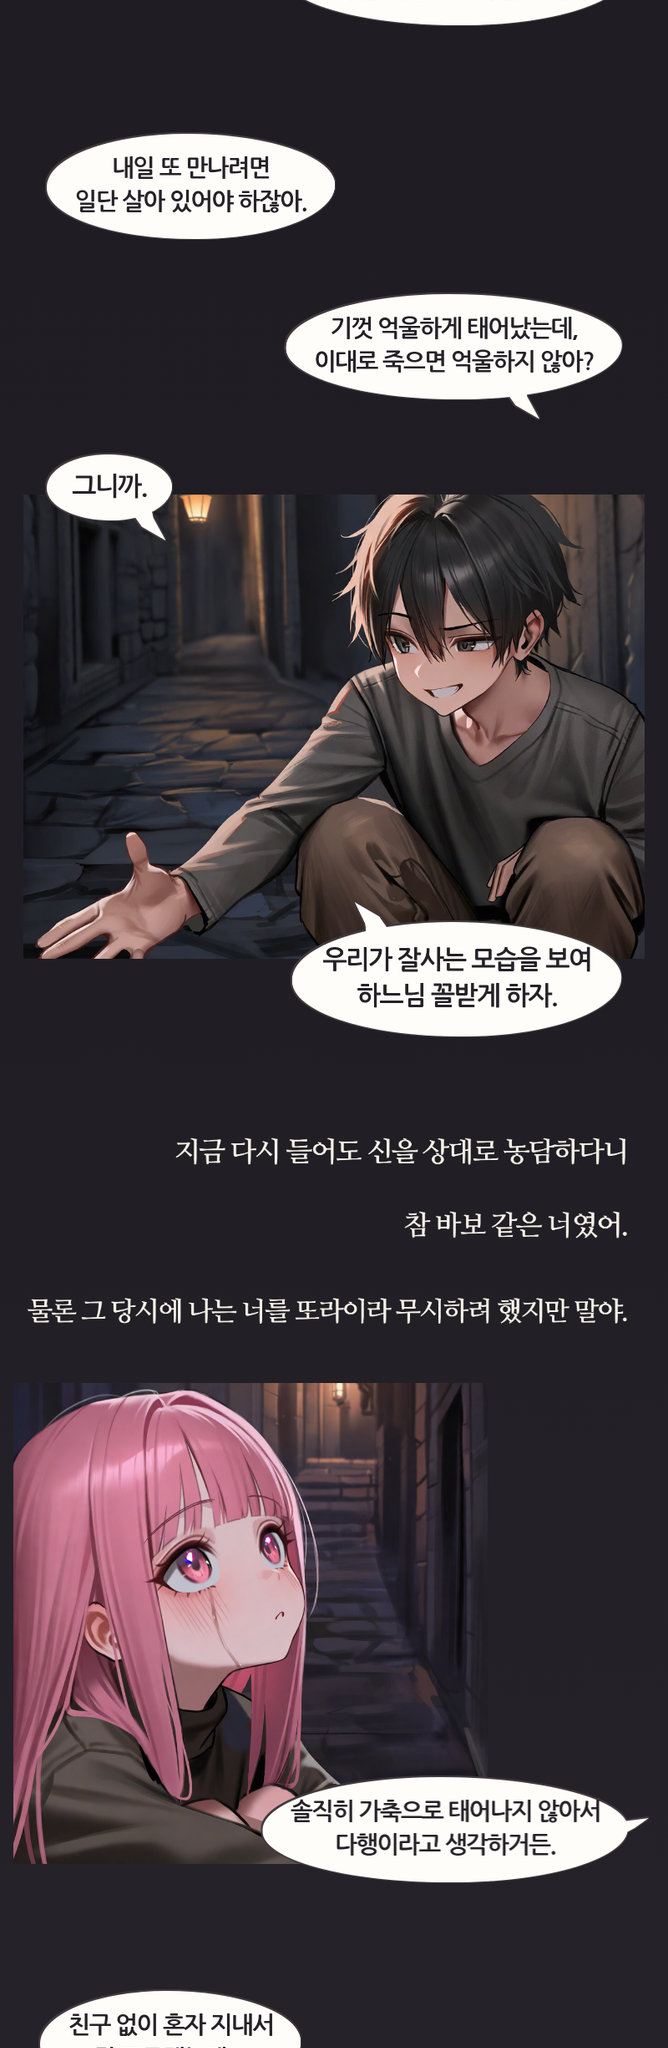 내일 또 만나려면
일단 살아 있어야 하잖아.
기껏 억울하게 태어났는데,
이대로 죽으면 억울하지 않아?
그니까.
우리가 잘사는 모습을 보여
하느님 꼴받게 하자.
지금 다시 들어도 신을 상대로 농담하다니
참 바보 같은 너였어.
물론 그 당시에 나는 너를 또라이라 무시하려 했지만 말야.
솔직히 가축으로 태어나지 않아서
다행이라고 생각하거든.
친구 없이 혼자 지내서